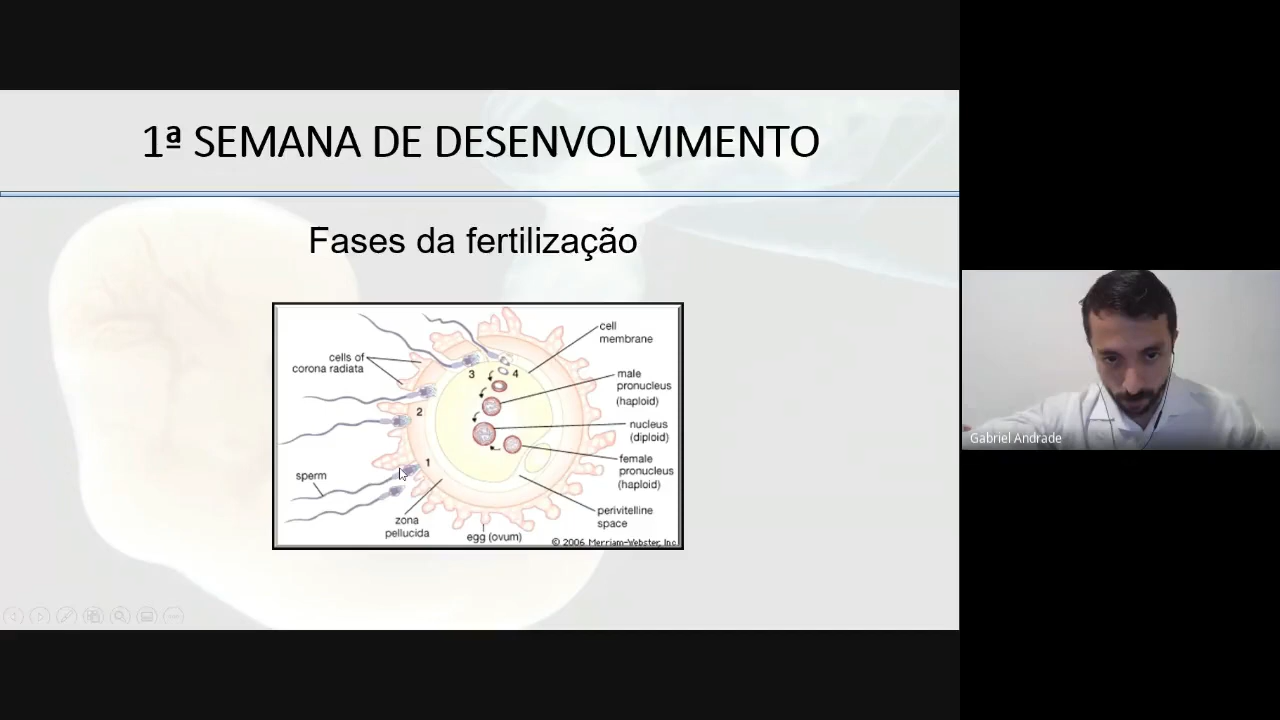 1ª SEMANA DE DESENVOLVIMENTO
Fases da fertilização
cells of
corona radiata
cell
membrane
3
4
male
pronucleus
(haploid)
2
nucleus
(diploid)
female
pronucleus
(haploid)
1
sperm
zona
pellucida
egg (ovum)
perivitelline
space
© 2006 Merriam-Webster, Inc.
Gabriel Andrade